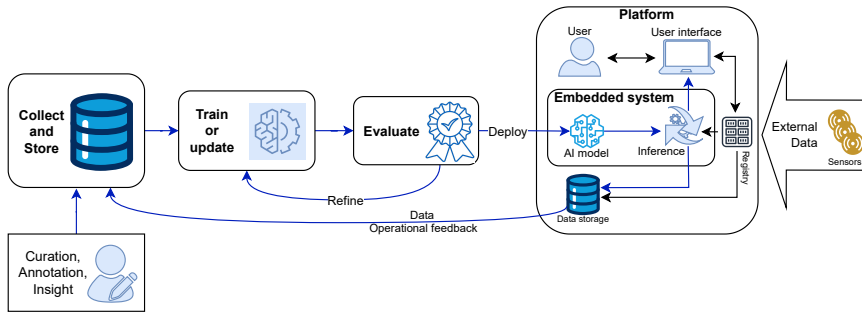 Platform
User
User interface
Collect
and
Store
Train
or
update
Evaluate
Deploy
Embedded system
AI model
Inference
Registry
External
Data
Sensors
Refine
Data
Operational feedback
Data storage
Curation,
Annotation,
Insight